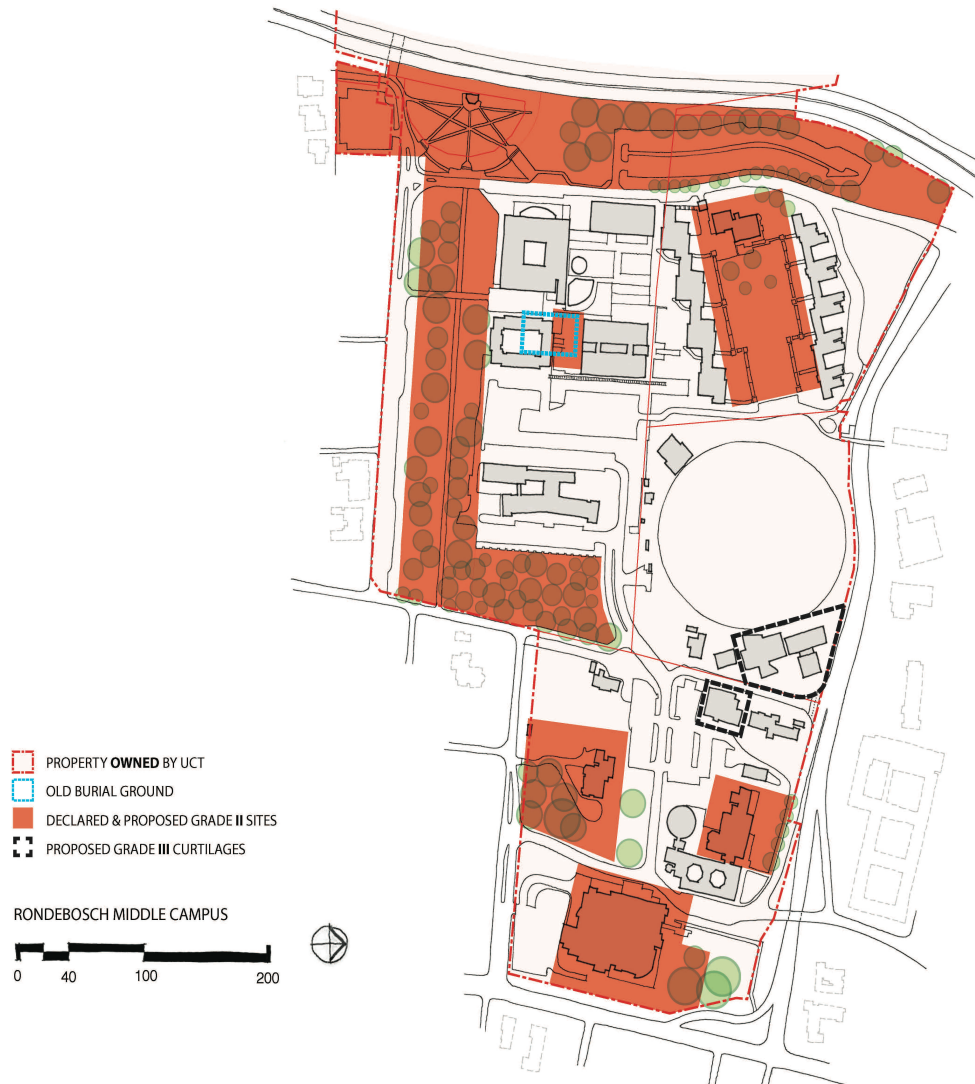 PROPERTY OWNED BY UCT
OLD BURIAL GROUND
DECLARED & PROPOSED GRADE II SITES
PROPOSED GRADE III CURTILAGES
RONDEBOSCH MIDDLE CAMPUS
0 40 100 200